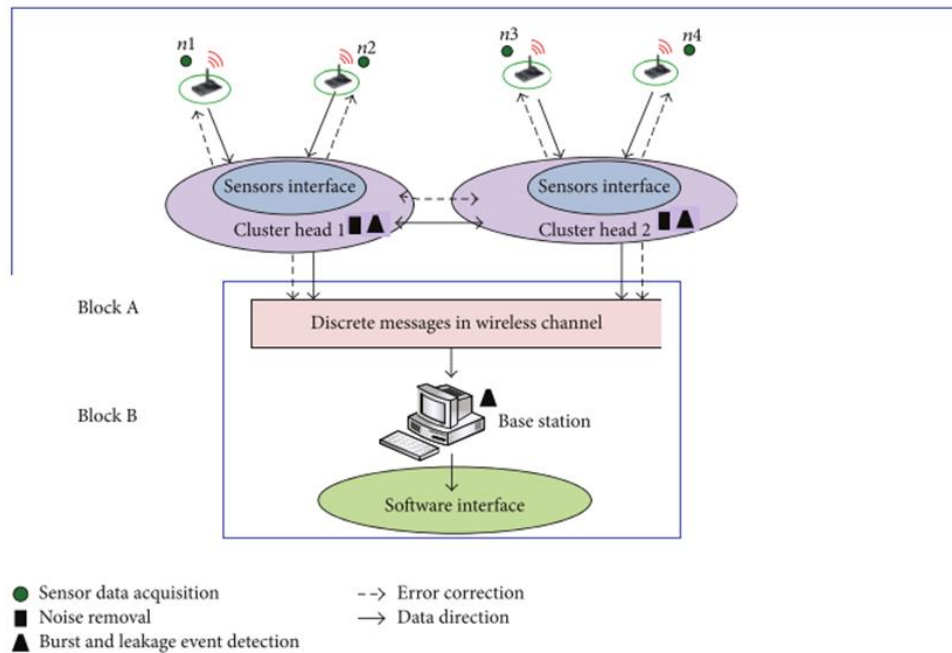 n1
n2
n3
n4
Sensors interface
Cluster head 1
Sensors interface
Cluster head 2
Block A
Discrete messages in wireless channel
Block B
Base station
Software interface
Sensor data acquisition
Noise removal
Burst and leakage event detection
Error correction
Data direction